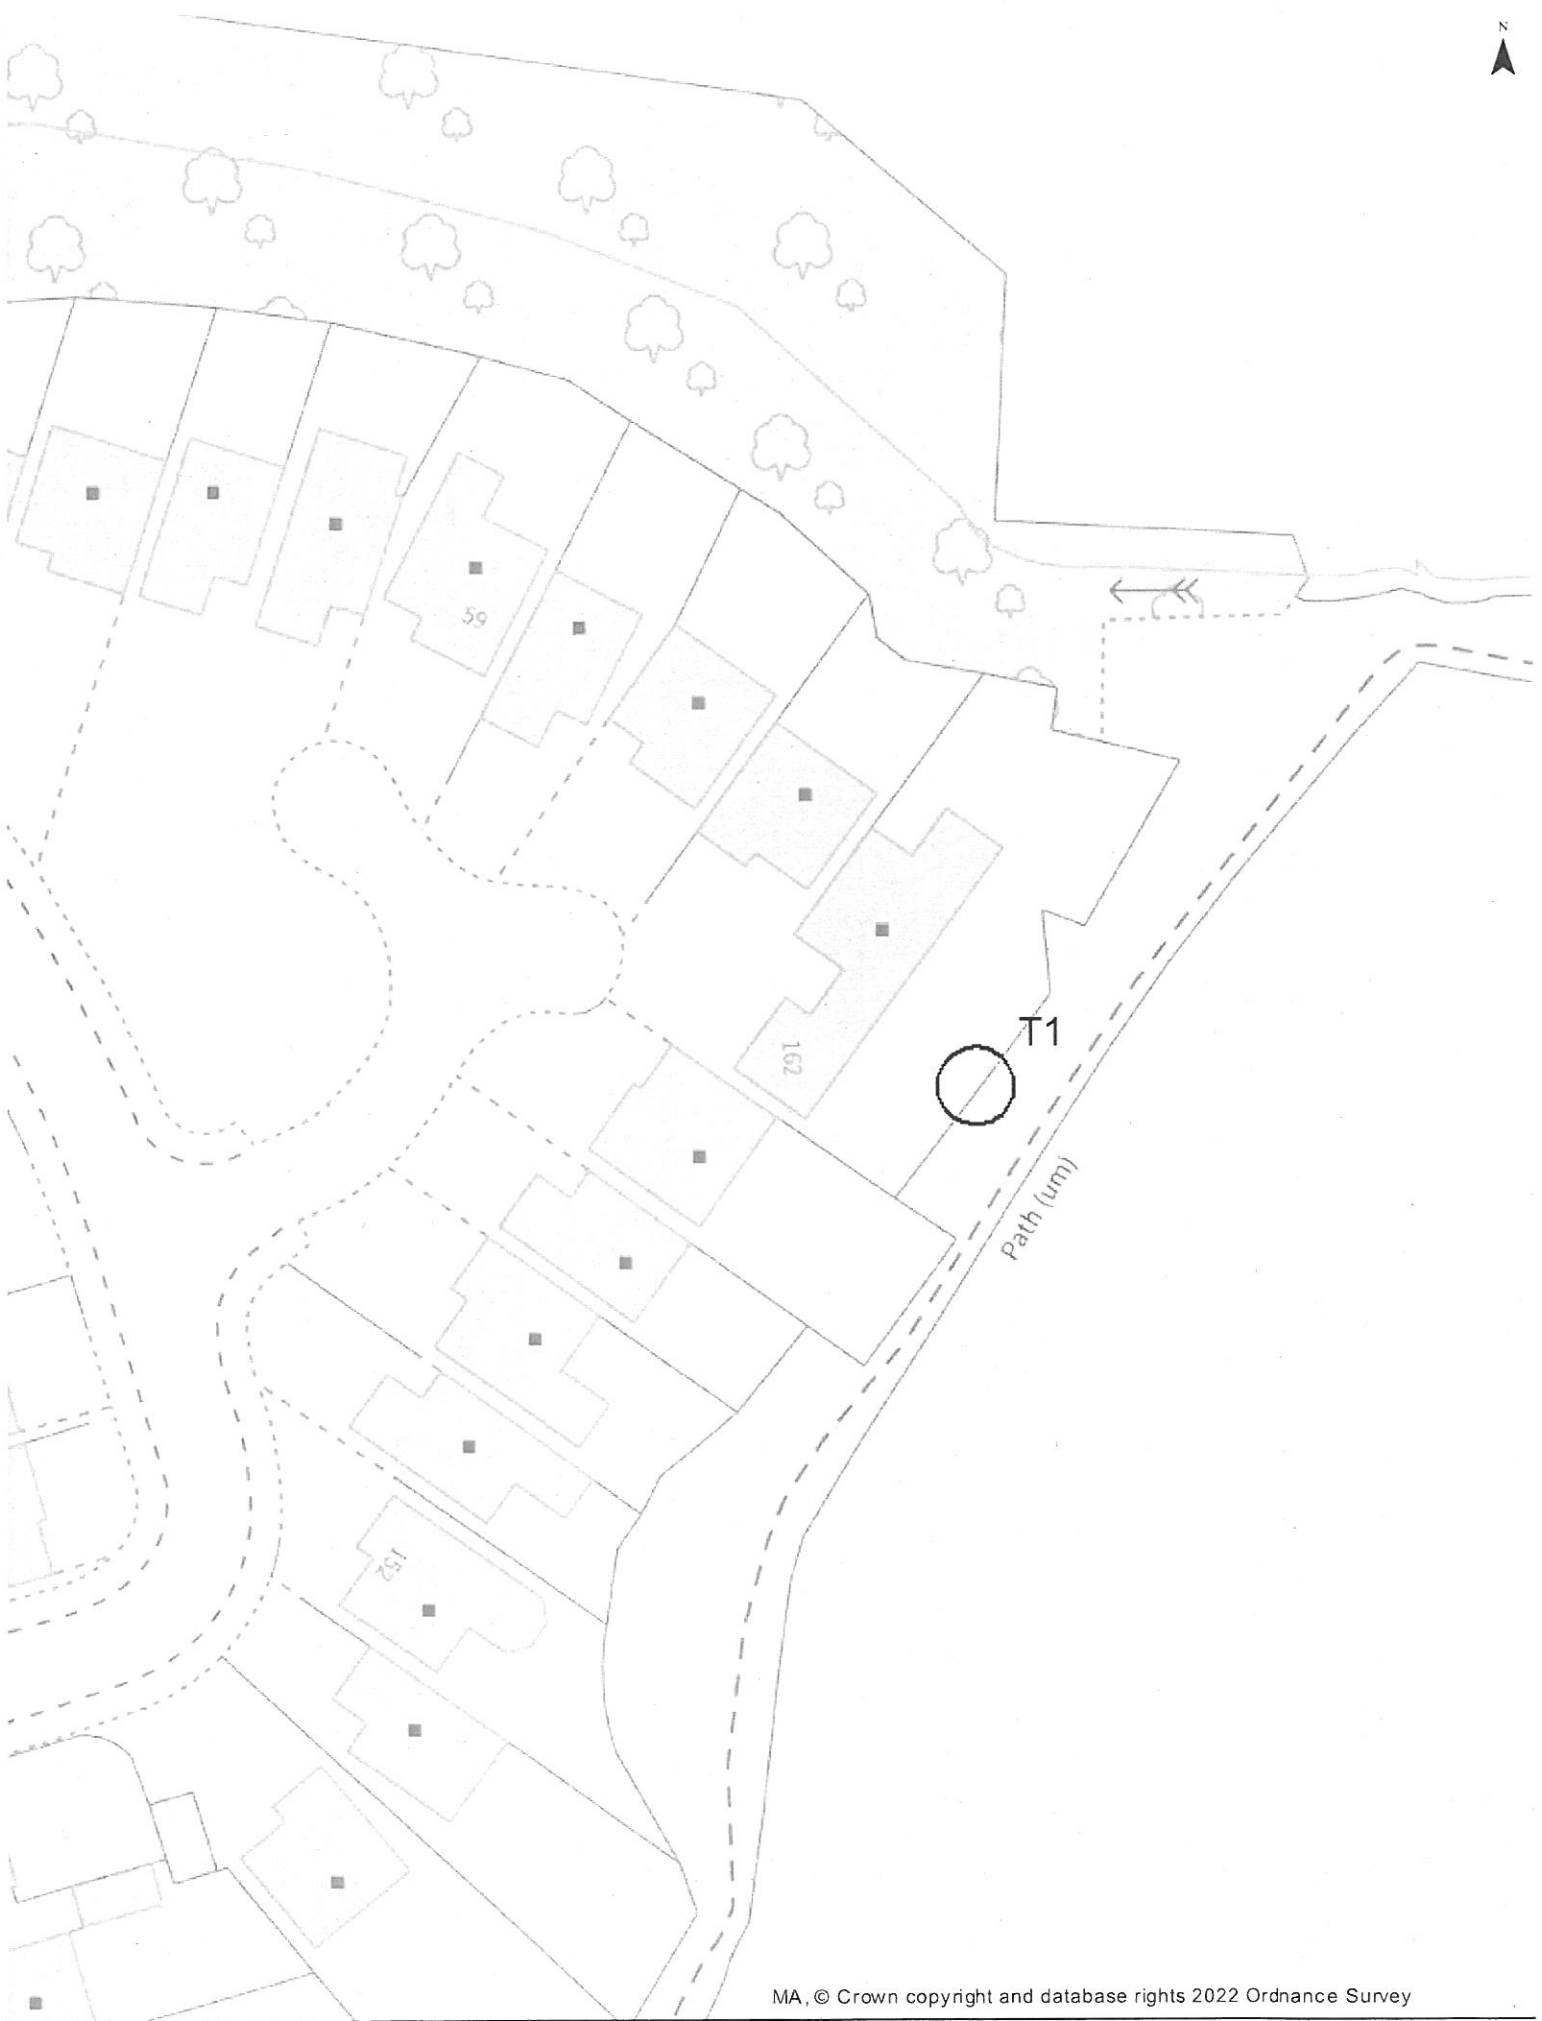 N
59
T1
162
Path (um)
152
MA, © Crown copyright and database rights 2022 Ordnance Survey